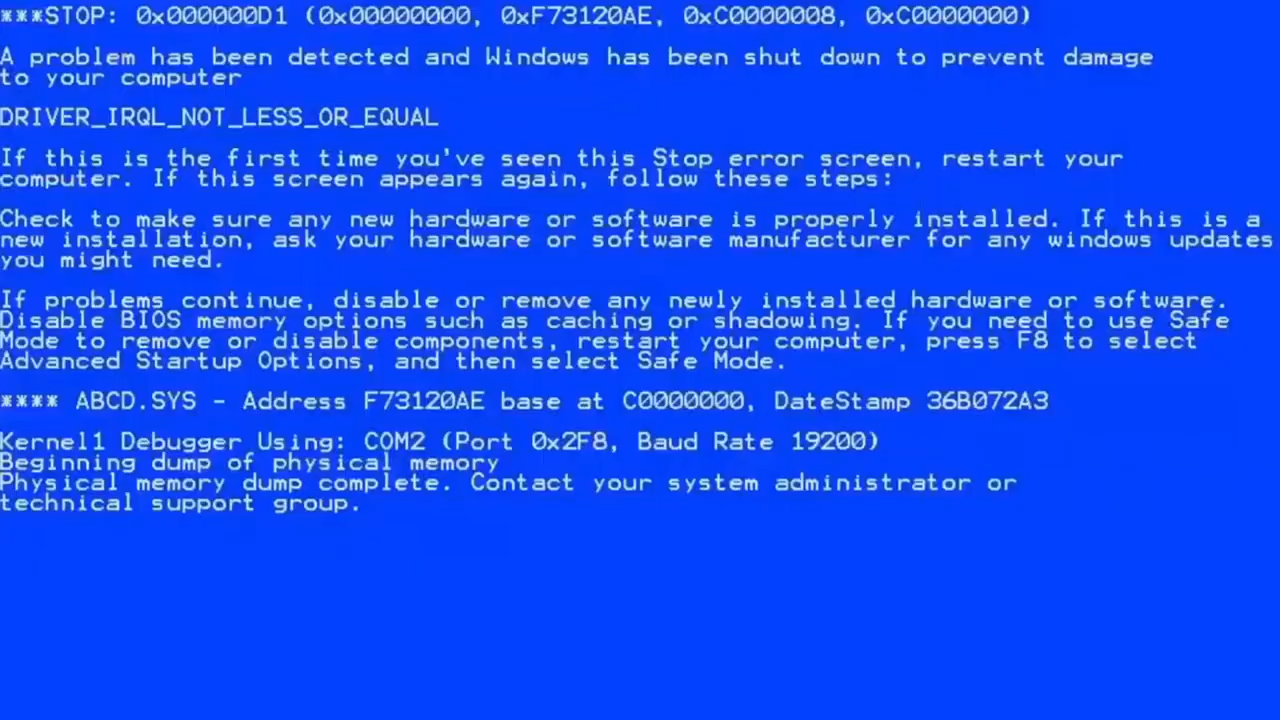 ***STOP: 0x000000D1 (0x00000000, 0xF73120AE, 0xC0000008, 0xC0000000)
A problem has been detected and Windows has been shut down to prevent damage
to your computer
DRIVER_IRQL_NOT_LESS_OR_EQUAL
If this is the first time you've seen this Stop error screen, restart your
computer. If this screen appears again, follow these steps:
Check to make sure any new hardware or software is properly installed. If this is a
new installation, ask your hardware or software manufacturer for any windows updates
you might need.
If problems continue, disable or remove any newly installed hardware or software.
Disable BIOS memory options such as caching or shadowing. If you need to use Safe
Mode to remove or disable components, restart your computer, press F8 to select
Advanced Startup Options, and then select Safe Mode.
**** ABCD.SYS - Address F73120AE base at C0000000, DateStamp 36B072A3
Kernel1 Debugger Using: COM2 (Port 0x2F8, Baud Rate 19200)
Beginning dump of physical memory
Physical memory dump complete. Contact your system administrator or
technical support group.